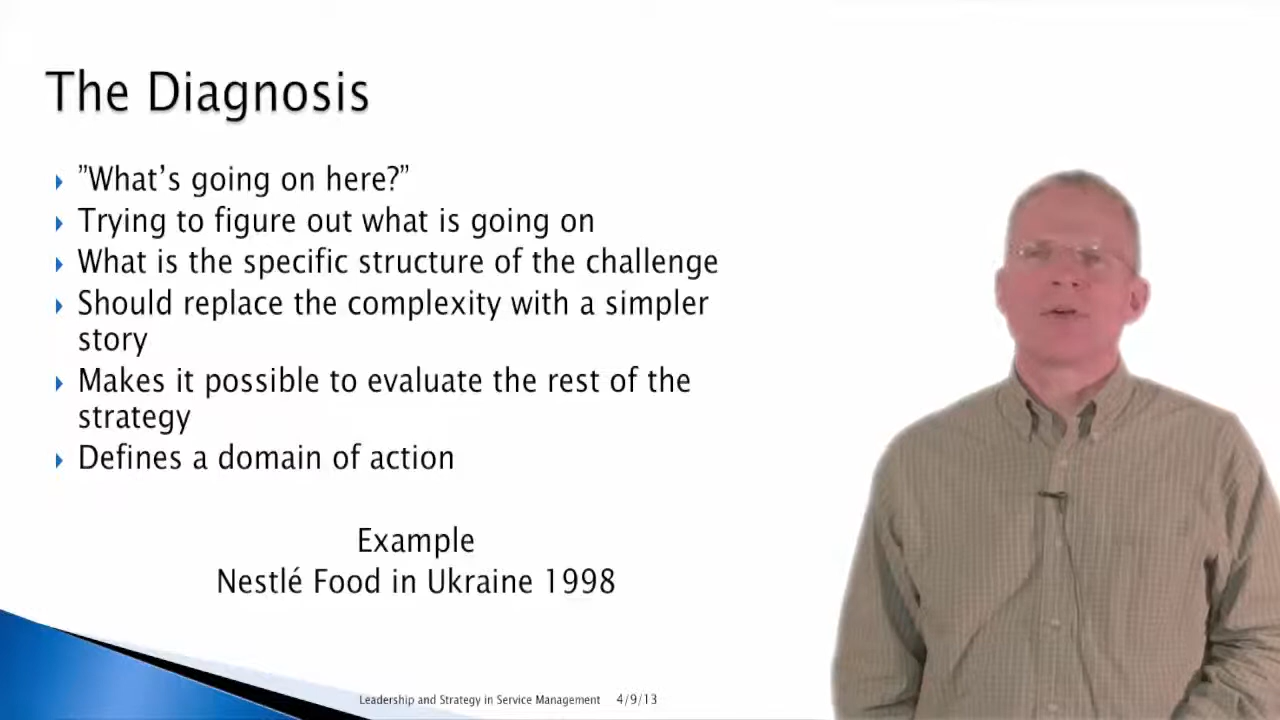 The Diagnosis
”What’s going on here?”
Trying to figure out what is going on
What is the specific structure of the challenge
Should replace the complexity with a simpler
story
Makes it possible to evaluate the rest of the
strategy
Defines a domain of action
Example
Nestlé Food in Ukraine 1998
Leadership and Strategy in Service Management 4/9/13